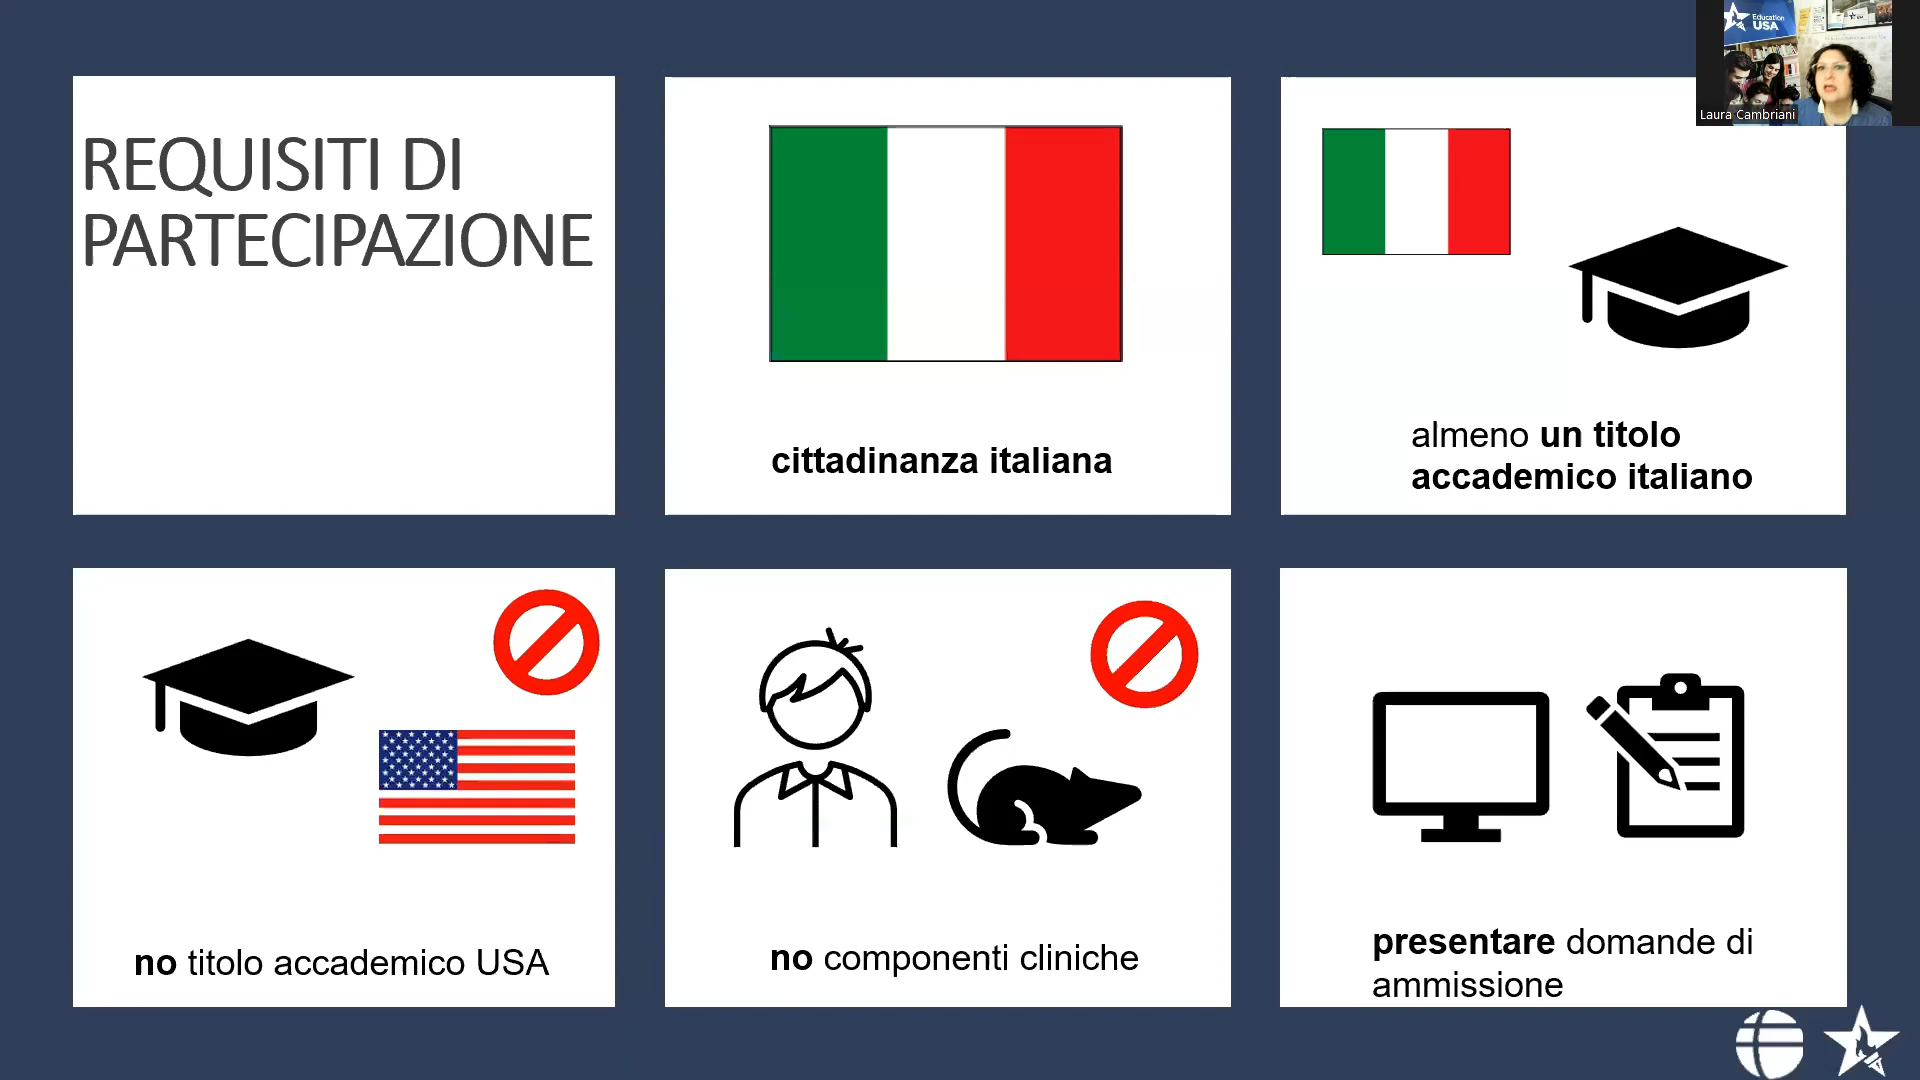 REQUISITI DI
PARTECIPAZIONE
cittadinanza italiana
almeno un titolo
accademico italiano
no titolo accademico USA
no componenti cliniche
presentare domande di
ammissione
Education
USA
Laura Cambriani